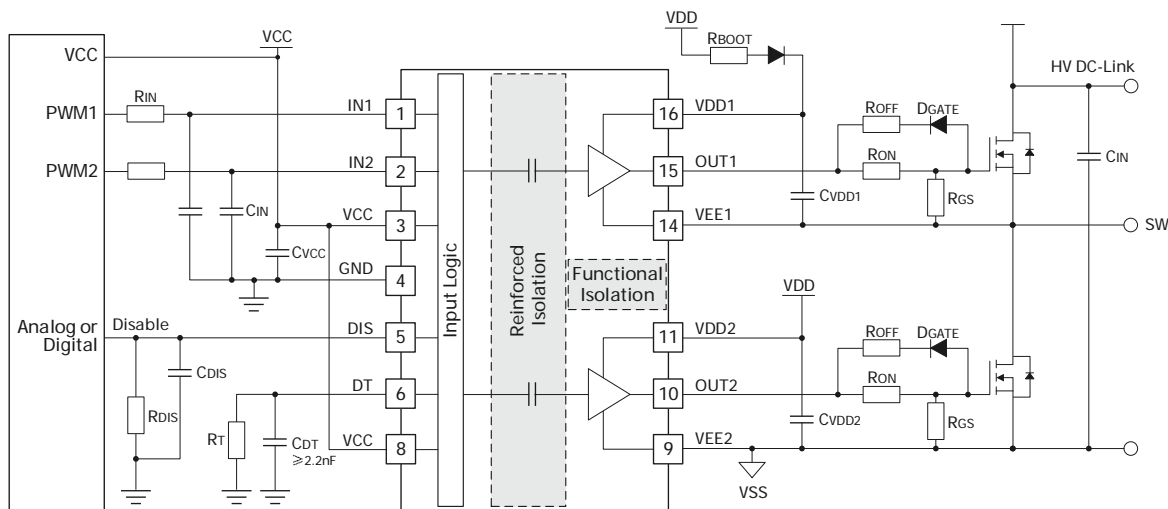 VCC
PWM1
PWM2
Analog or
Digital
Disable
RIN
VCC
CIN
CVCC
CDIS
RDIS
RT
CDT
⩾2.2nF
IN1
IN2
VCC
GND
DIS
DT
VCC
1
2
3
4
5
6
8
Input Logic
Reinforced
Isolation
Functional
Isolation
16
15
14
11
10
9
VDD1
OUT1
VEE1
VDD2
OUT2
VEE2
VDD
RBOOT
CVDD1
ROFF
DGATE
RON
RGS
HV DC-Link
CIN
SW
VDD
CVDD2
VSS
ROFF
DGATE
RON
RGS